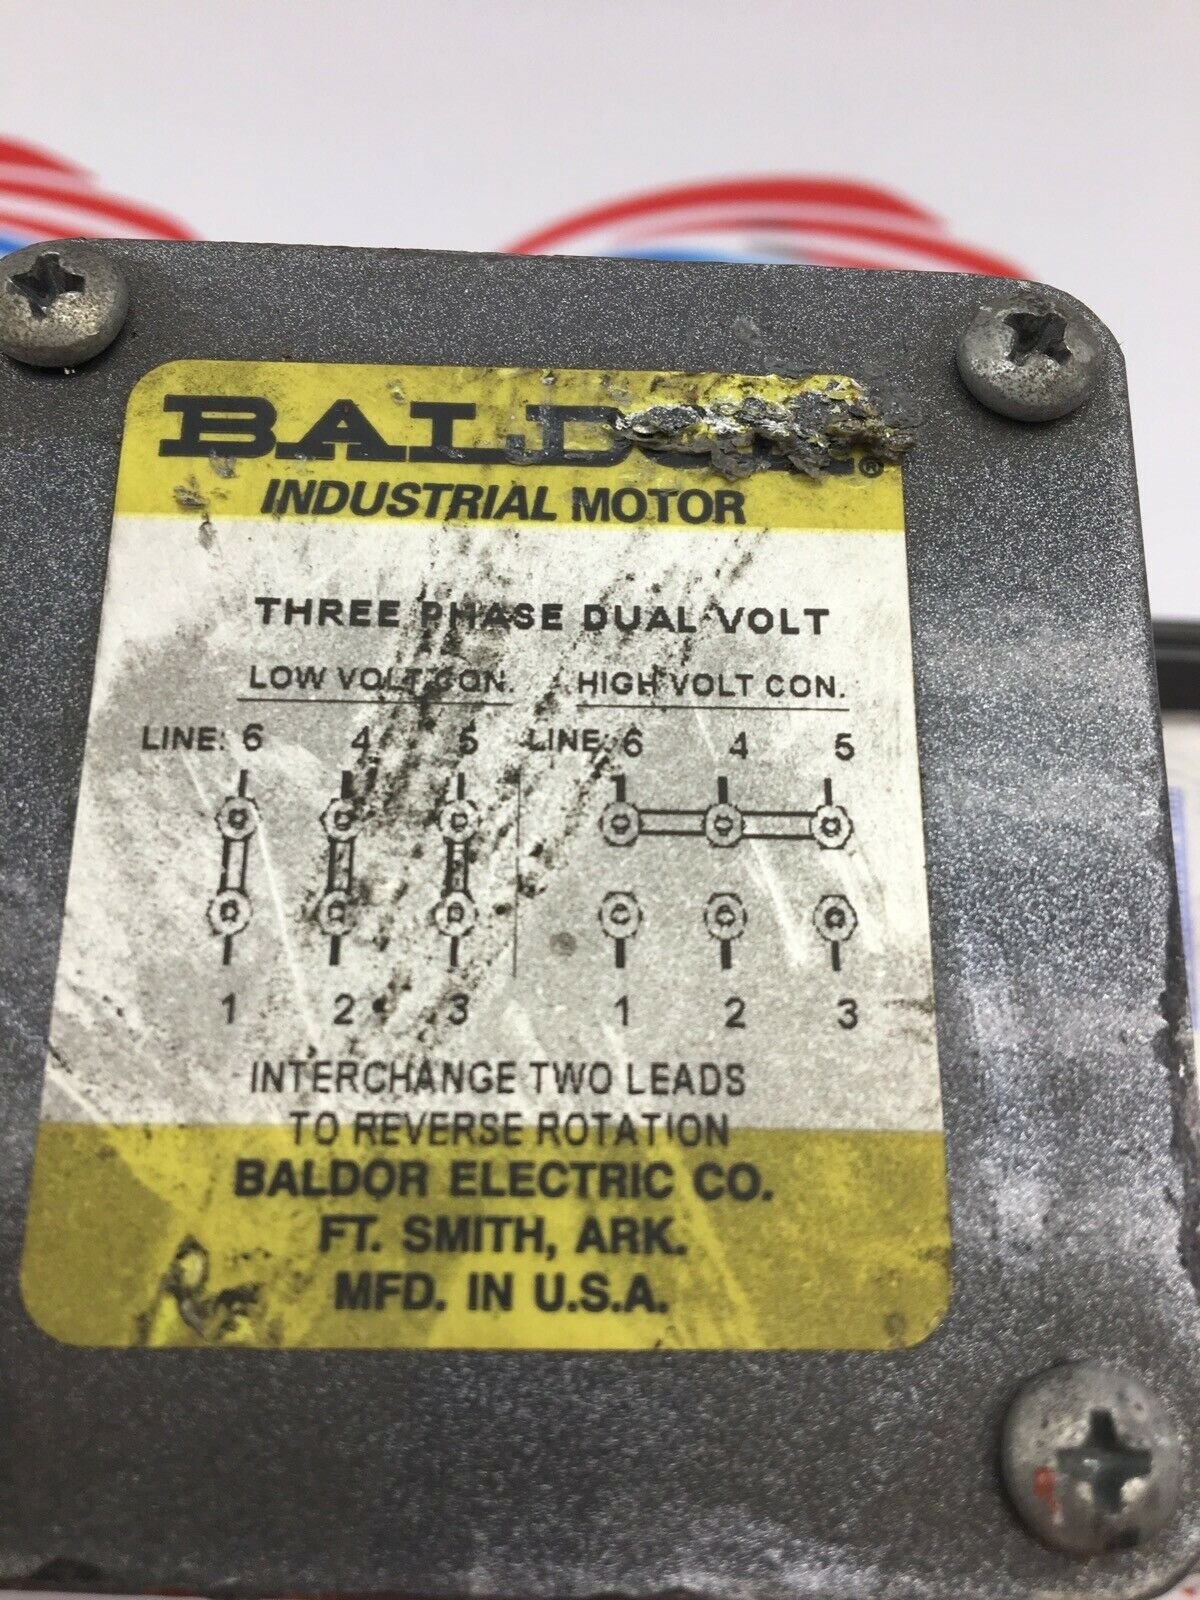 BALDOR®
INDUSTRIAL MOTOR
THREE PHASE DUAL VOLT
LOW VOLT CON. HIGH VOLT CON.
LINE: 6 4 5 LINE: 6 4 5
1 2 3 1 2 3
INTERCHANGE TWO LEADS
TO REVERSE ROTATION
BALDOR ELECTRIC CO.
FT. SMITH, ARK.
MFD. IN U.S.A.